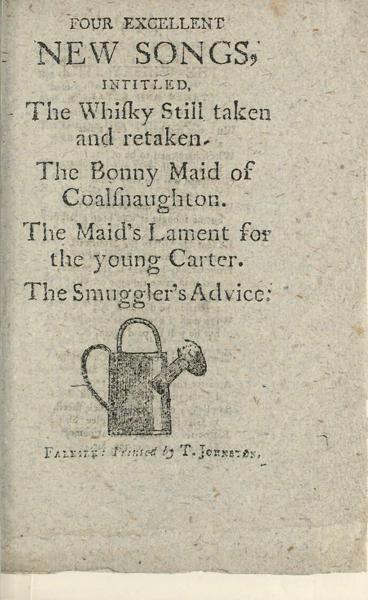 FOUR EXCELLENT
NEW SONGS,
INTITLED,
The Whiſky Still taken
and retaken.
The Bonny Maid of
Coalſnaughton.
The Maid's Lament for
the young Carter.
The Smuggler's Advice.
FALKIRK: Printed by T. JOHNSTON,